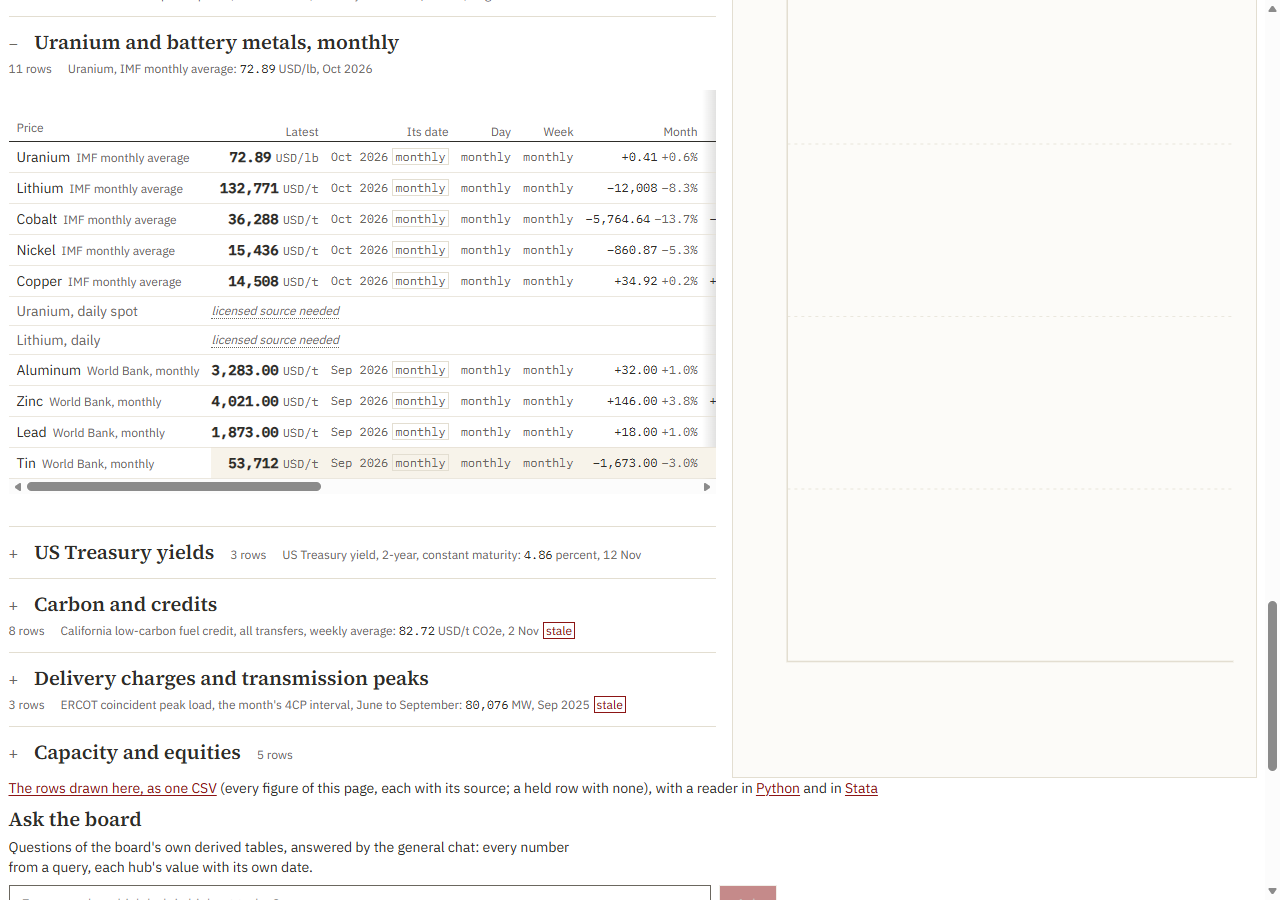 − Uranium and battery metals, monthly
11 rows Uranium, IMF monthly average: 72.89 USD/lb, Oct 2026
Price Latest Its date Day Week Month
Uranium IMF monthly average 72.89 USD/lb Oct 2026 monthly monthly monthly +0.41 +0.6%
Lithium IMF monthly average 132,771 USD/t Oct 2026 monthly monthly monthly −12,008 −8.3%
Cobalt IMF monthly average 36,288 USD/t Oct 2026 monthly monthly monthly −5,764.64 −13.7% −
Nickel IMF monthly average 15,436 USD/t Oct 2026 monthly monthly monthly −860.87 −5.3%
Copper IMF monthly average 14,508 USD/t Oct 2026 monthly monthly monthly +34.92 +0.2% +
Uranium, daily spot licensed source needed
Lithium, daily licensed source needed
Aluminum World Bank, monthly 3,283.00 USD/t Sep 2026 monthly monthly monthly +32.00 +1.0%
Zinc World Bank, monthly 4,021.00 USD/t Sep 2026 monthly monthly monthly +146.00 +3.8% +
Lead World Bank, monthly 1,873.00 USD/t Sep 2026 monthly monthly monthly +18.00 +1.0%
Tin World Bank, monthly 53,712 USD/t Sep 2026 monthly monthly monthly −1,673.00 −3.0%
+ US Treasury yields 3 rows US Treasury yield, 2-year, constant maturity: 4.86 percent, 12 Nov
+ Carbon and credits
8 rows California low-carbon fuel credit, all transfers, weekly average: 82.72 USD/t CO2e, 2 Nov stale
+ Delivery charges and transmission peaks
3 rows ERCOT coincident peak load, the month's 4CP interval, June to September: 80,076 MW, Sep 2025 stale
+ Capacity and equities 5 rows
The rows drawn here, as one CSV (every figure of this page, each with its source; a held row with none), with a reader in Python and in Stata
Ask the board
Questions of the board's own derived tables, answered by the general chat: every number
from a query, each hub's value with its own date.